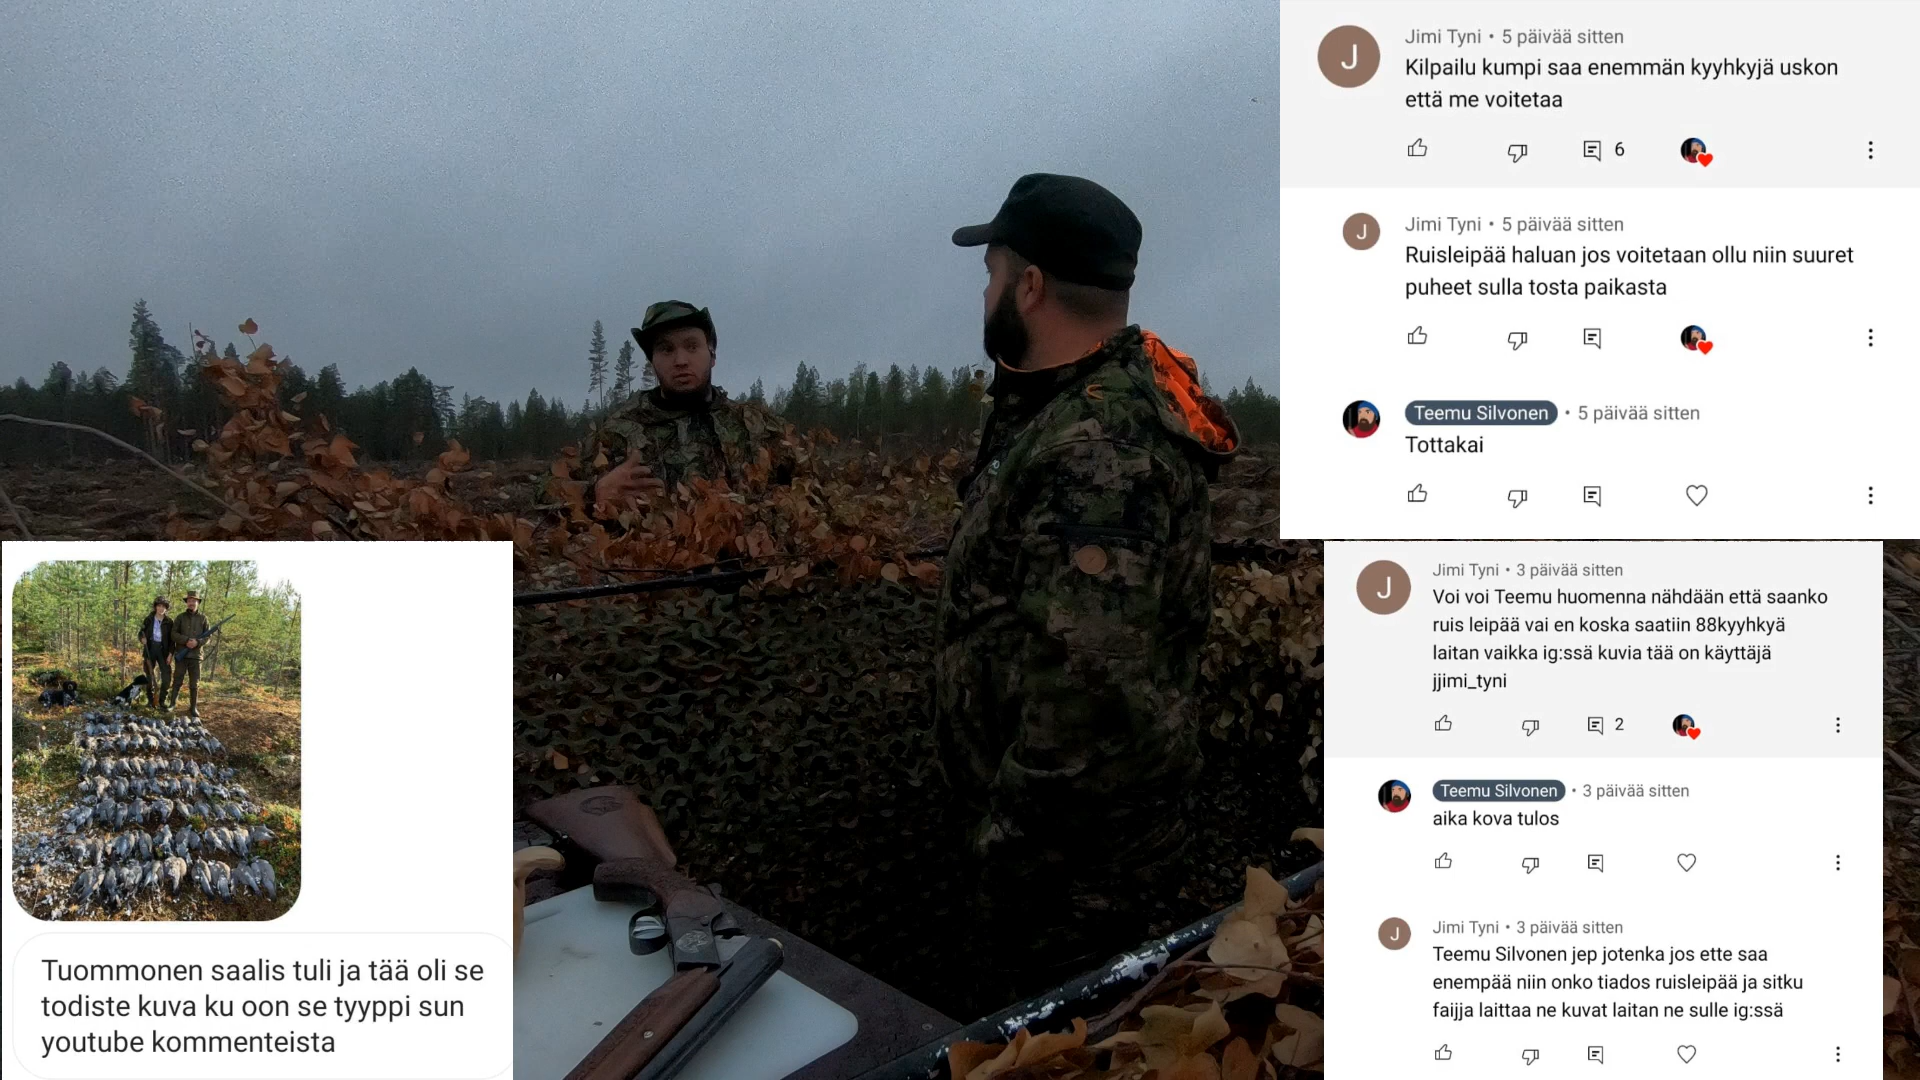 Jimi Tyni • 5 päivää sitten
Kilpailu kumpi saa enemmän kyyhkyjä uskon
että me voitetaa
6
Jimi Tyni • 5 päivää sitten
Ruisleipää haluan jos voitetaan ollu niin suuret
puheet sulla tosta paikasta
Teemu Silvonen • 5 päivää sitten
Tottakai
Jimi Tyni • 3 päivää sitten
Voi voi Teemu huomenna nähdään että saanko
ruis leipää vai en koska saatiin 88kyyhkyä
laitan vaikka ig:ssä kuvia tää on käyttäjä
jjimi_tyni
2
Teemu Silvonen • 3 päivää sitten
aika kova tulos
Jimi Tyni • 3 päivää sitten
Teemu Silvonen jep jotenka jos ette saa
enempää niin onko tiados ruisleipää ja sitku
faijja laittaa ne kuvat laitan ne sulle ig:ssä
Tuommonen saalis tuli ja tää oli se
todiste kuva ku oon se tyyppi sun
youtube kommenteista
J
J
J
J